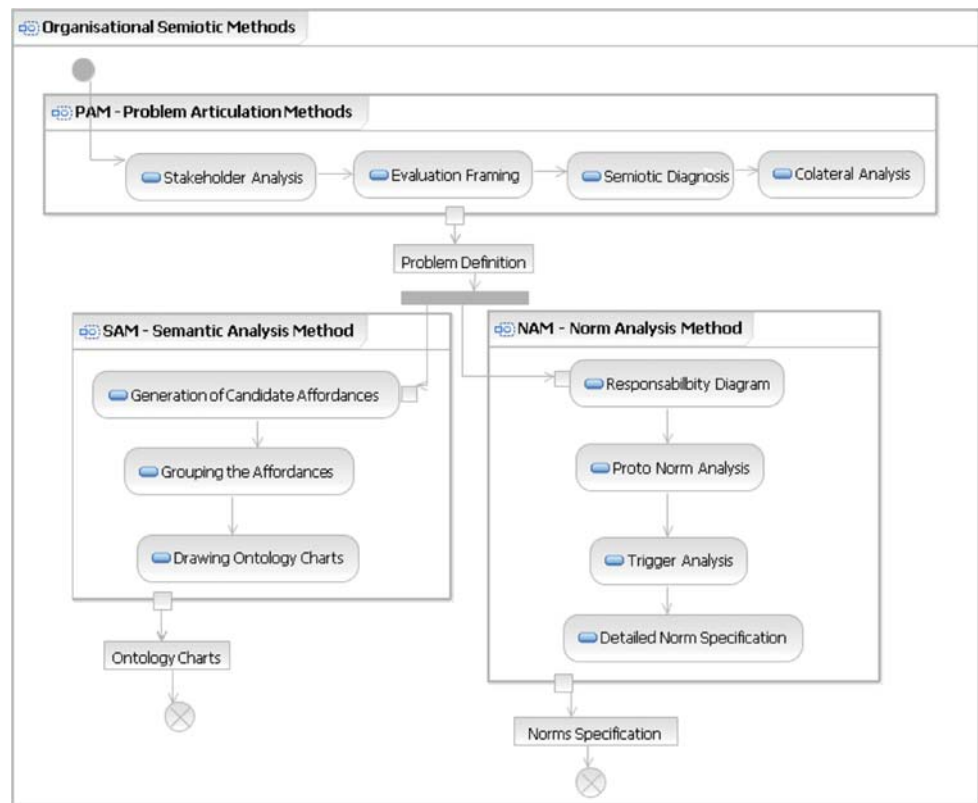 Organisational Semiotic Methods
PAM - Problem Articulation Methods
Stakeholder Analysis
Evaluation Framing
Semiotic Diagnosis
Colateral Analysis
Problem Definition
SAM - Semantic Analysis Method
Generation of Candidate Affordances
Grouping the Affordances
Drawing Ontology Charts
Ontology Charts
NAM - Norm Analysis Method
Responsabilbity Diagram
Proto Norm Analysis
Trigger Analysis
Detailed Norm Specification
Norms Specification